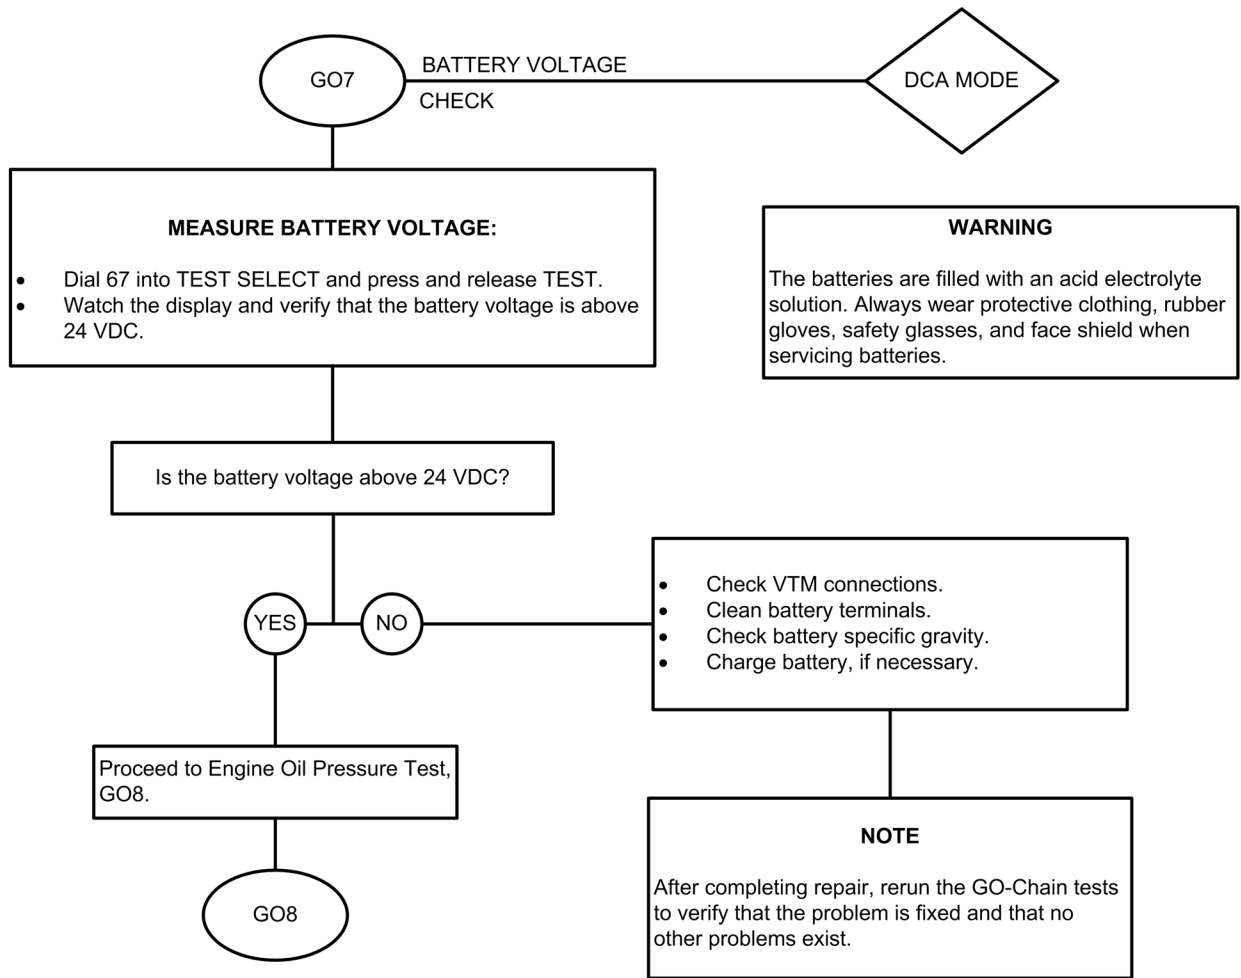 GO7
BATTERY VOLTAGE
CHECK
DCA MODE
MEASURE BATTERY VOLTAGE:
• Dial 67 into TEST SELECT and press and release TEST.
• Watch the display and verify that the battery voltage is above
24 VDC.
WARNING
The batteries are filled with an acid electrolyte
solution. Always wear protective clothing, rubber
gloves, safety glasses, and face shield when
servicing batteries.
Is the battery voltage above 24 VDC?
YES
NO
• Check VTM connections.
• Clean battery terminals.
• Check battery specific gravity.
• Charge battery, if necessary.
Proceed to Engine Oil Pressure Test,
GO8.
GO8
NOTE
After completing repair, rerun the GO-Chain tests
to verify that the problem is fixed and that no
other problems exist.